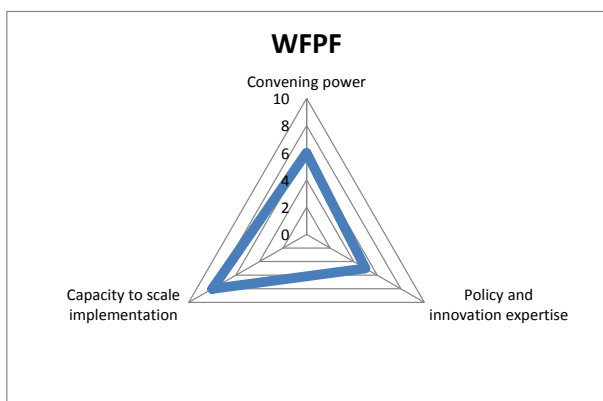 WFPF
Convening power
10
8
6
4
2
0
Capacity to scale
implementation
Policy and
innovation expertise